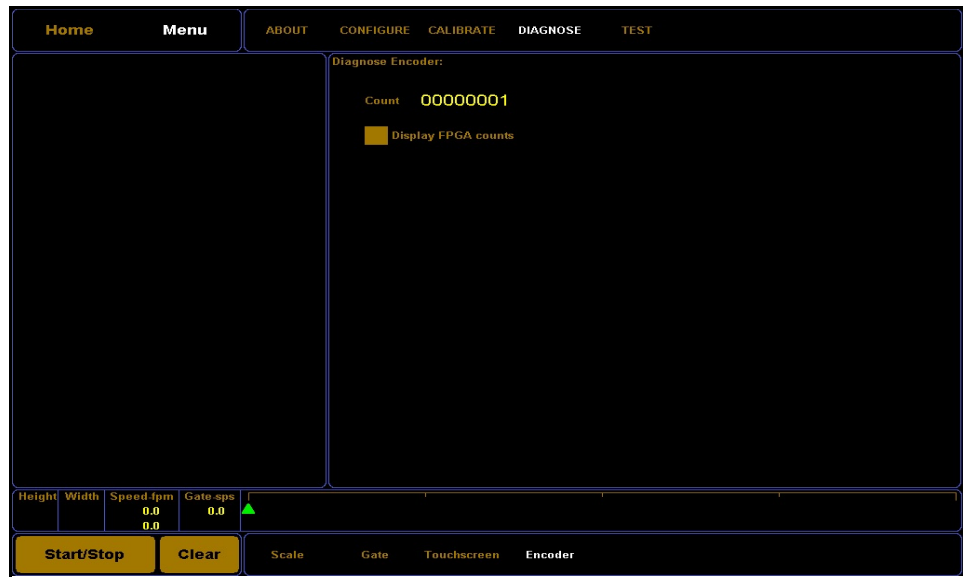 Home Menu ABOUT CONFIGURE CALIBRATE DIAGNOSE TEST
Diagnose Encoder:
Count 00000001
Display FPGA counts
Height Width Speed-fpm Gate-sps
0.0 0.0
0.0
Start/Stop Clear Scale Gate Touchscreen Encoder